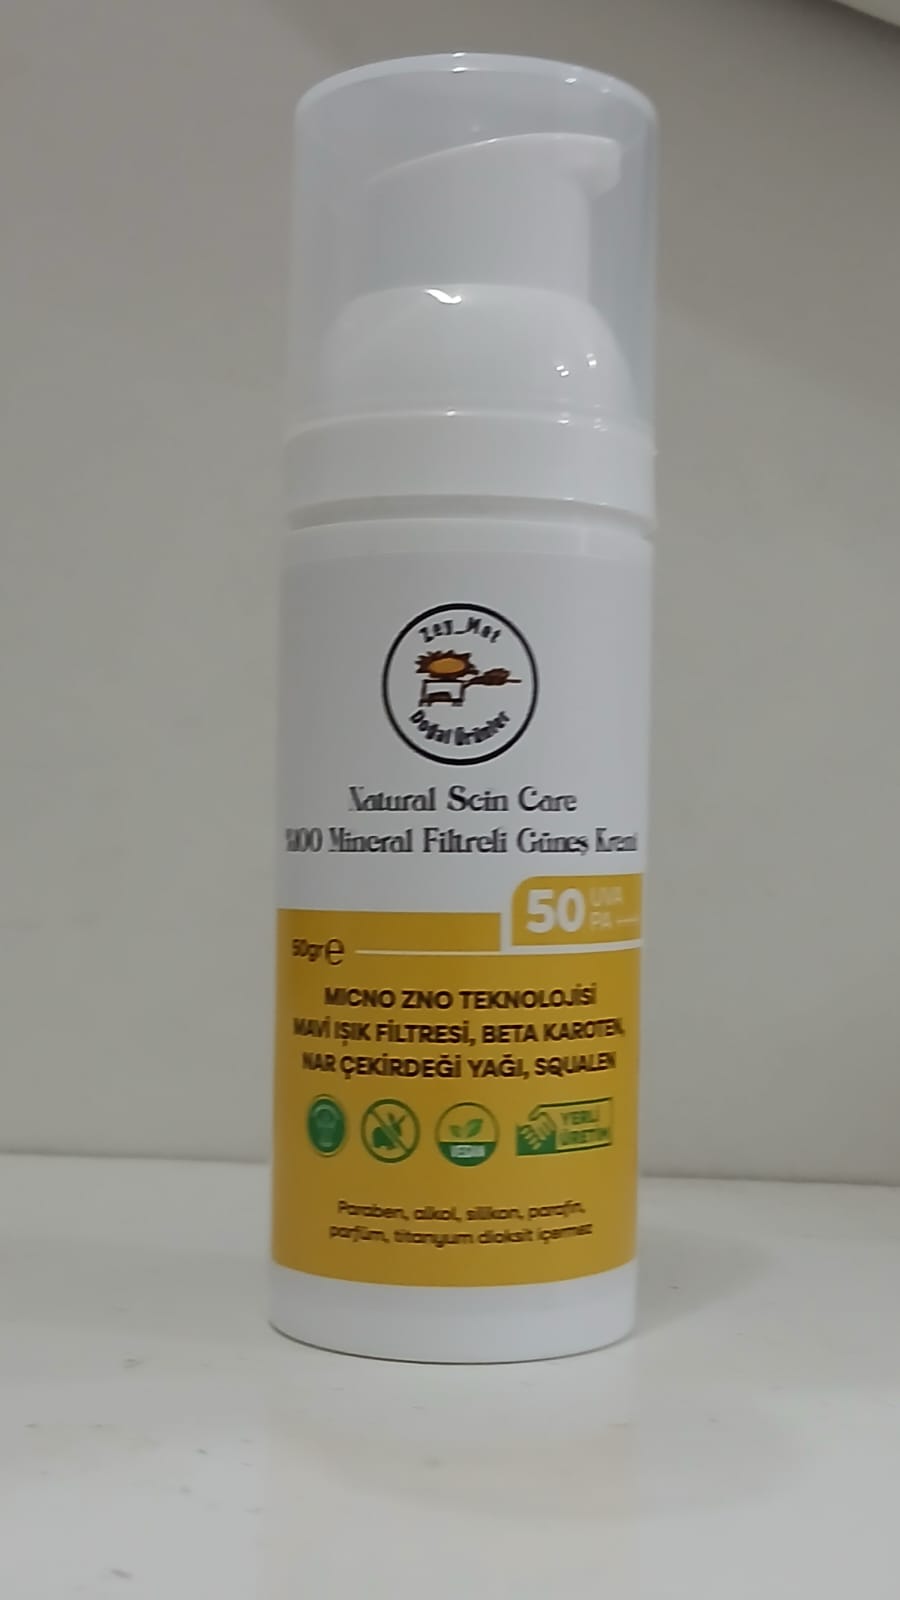 Zey_Met
Doğal Ürünler
Natural Scin Care
%100 Mineral Filtreli Güneş Kremi
50 UVA
PA ++++
50gr℮
MICNO ZNO TEKNOLOJİSİ
MAVİ IŞIK FİLTRESİ, BETA KAROTEN,
NAR ÇEKİRDEĞİ YAĞI, SQUALEN
VEGAN
YERLİ
ÜRETİM
Paraben, alkol, silikon, parafin,
parfüm, titanyum dioksit içermez